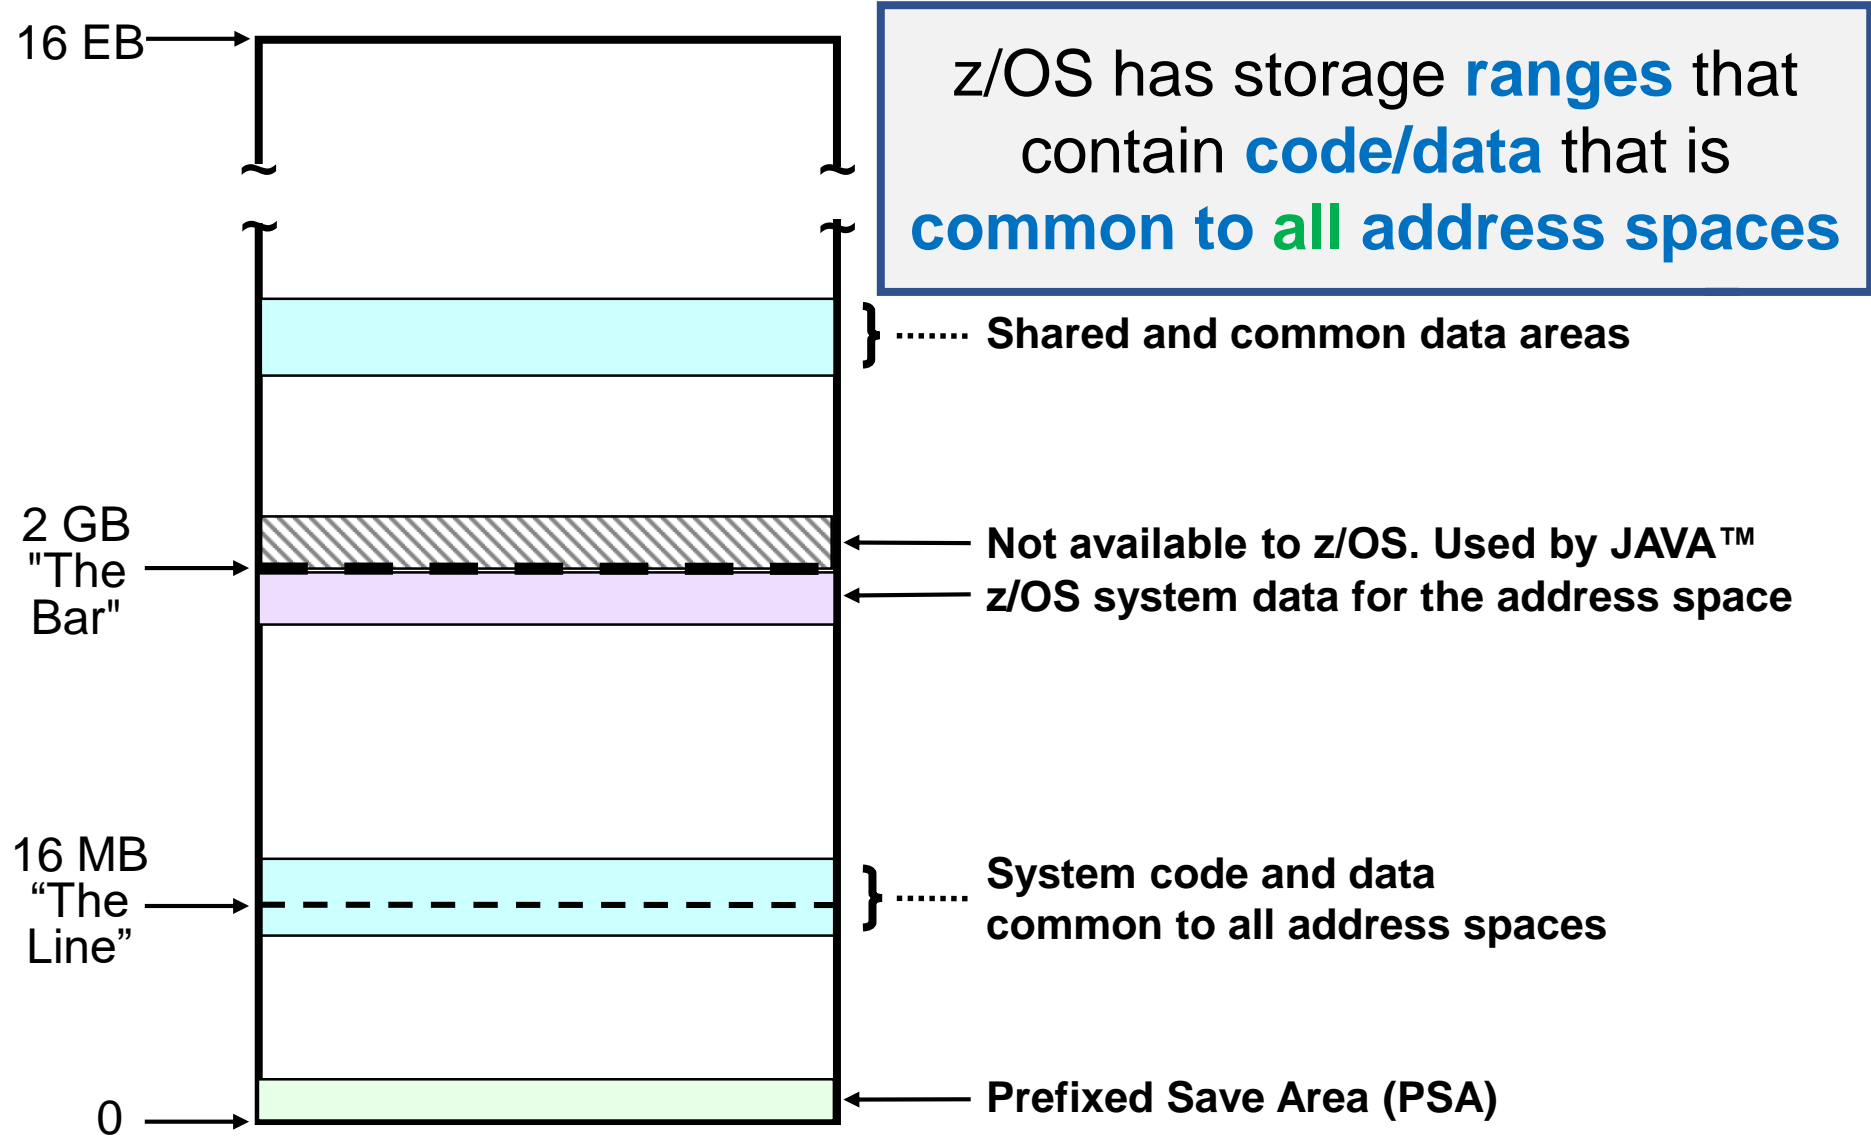 16 EB
z/OS has storage ranges that
contain code/data that is
common to all address spaces
Shared and common data areas
2 GB
"The
Bar"
Not available to z/OS. Used by JAVA™
z/OS system data for the address space
16 MB
“The
Line”
System code and data
common to all address spaces
0
Prefixed Save Area (PSA)